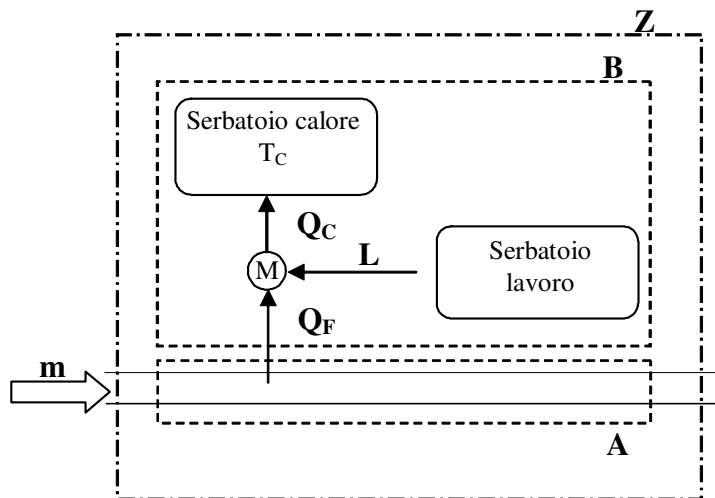 Z
B
Serbatoio calore
T_C
Q_C
M
L
Serbatoio
lavoro
Q_F
m
A